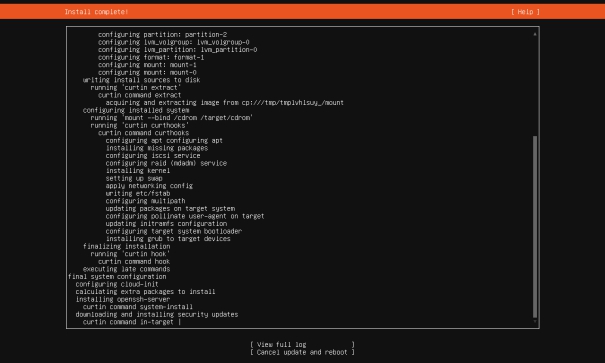 Install complete!
[ Help ]
configuring partition: partition-2
configuring lvm_volgroup: lvm_volgroup-0
configuring lvm_partition: lvm_partition-0
configuring format: format-1
configuring mount: mount-1
configuring mount: mount-0
writing install sources to disk
running 'curtin extract'
curtin command extract
acquiring and extracting image from cp:///tmp/tmplvhlsuy_/mount
configuring installed system
running 'mount --bind /cdrom /target/cdrom'
running 'curtin curthooks'
curtin command curthooks
configuring apt configuring apt
installing missing packages
configuring iscsi service
configuring raid (mdadm) service
installing kernel
setting up swap
apply networking config
writing etc/fstab
configuring multipath
updating packages on target system
configuring pollinate user-agent on target
updating initramfs configuration
configuring target system bootloader
installing grub to target devices
finalizing installation
running 'curtin hook'
curtin command hook
executing late commands
final system configuration
configuring cloud-init
calculating extra packages to install
installing openssh-server
curtin command system-install
downloading and installing security updates
curtin command in-target |
[ View full log ]
[ Cancel update and reboot ]